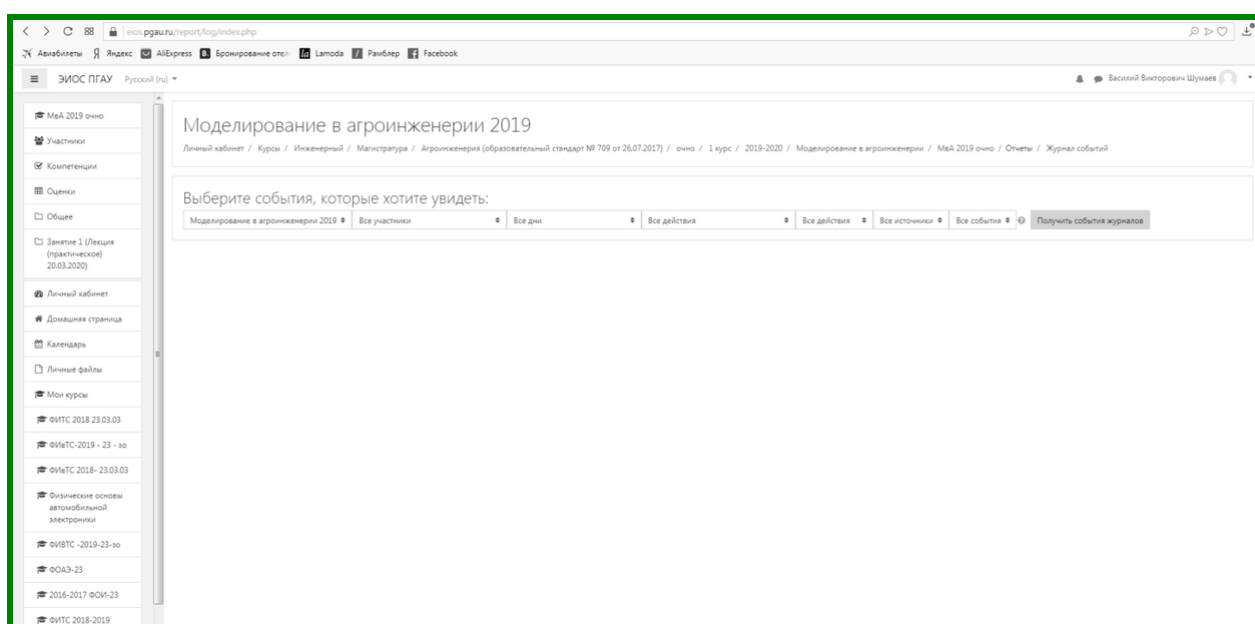 88 eios.pgau.ru/report/log/index.php
Авиабилеты Яндекс AliExpress Бронирование отел Lamoda Рамблер Facebook
ЭИОС ПГАУ Русский (ru) Василий Викторович Шумаев
МвА 2019 очно
Участники
Компетенции
Оценки
Общее
Занятие 1 (Лекция
(практическое)
20.03.2020)
Личный кабинет
Домашняя страница
Календарь
Личные файлы
Мои курсы
ФИТС 2018 23.03.03
ФИвТС-2019 - 23 - зо
ФИвТС 2018- 23.03.03
Физические основы
автомобильной
электроники
ФИВТС -2019-23-зо
ФОАЭ-23
2016-2017 ФОИ-23
ФИТС 2018-2019
Моделирование в агроинженерии 2019
Личный кабинет / Курсы / Инженерный / Магистратура / Агроинженерия (образовательный стандарт № 709 от 26.07.2017) / очно / 1 курс / 2019-2020 / Моделирование в агроинженерии / МвА 2019 очно / Отчеты / Журнал событий
Выберите события, которые хотите увидеть:
Моделирование в агроинженерии 2019 Все участники Все дни Все действия Все действия Все источники Все события Получить события журналов